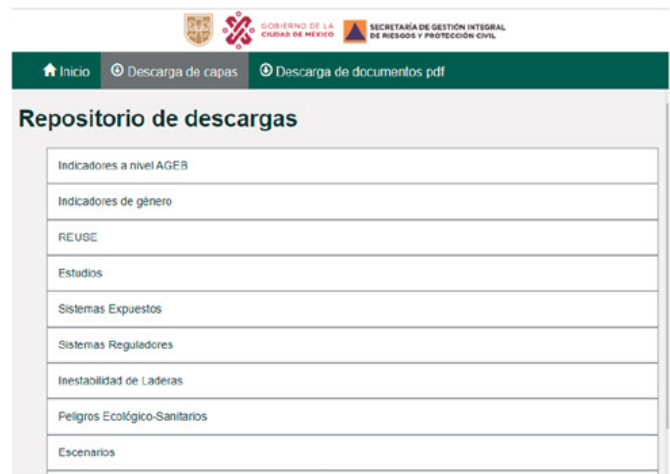 GOBIERNO DE LA
CIUDAD DE MÉXICO
SECRETARÍA DE GESTIÓN INTEGRAL
DE RIESGOS Y PROTECCIÓN CIVIL
Inicio
Descarga de capas
Descarga de documentos pdf
Repositorio de descargas
Indicadores a nivel AGEB
Indicadores de género
REUSE
Estudios
Sistemas Expuestos
Sistemas Reguladores
Inestabilidad de Laderas
Peligros Ecológico-Sanitarios
Escenarios